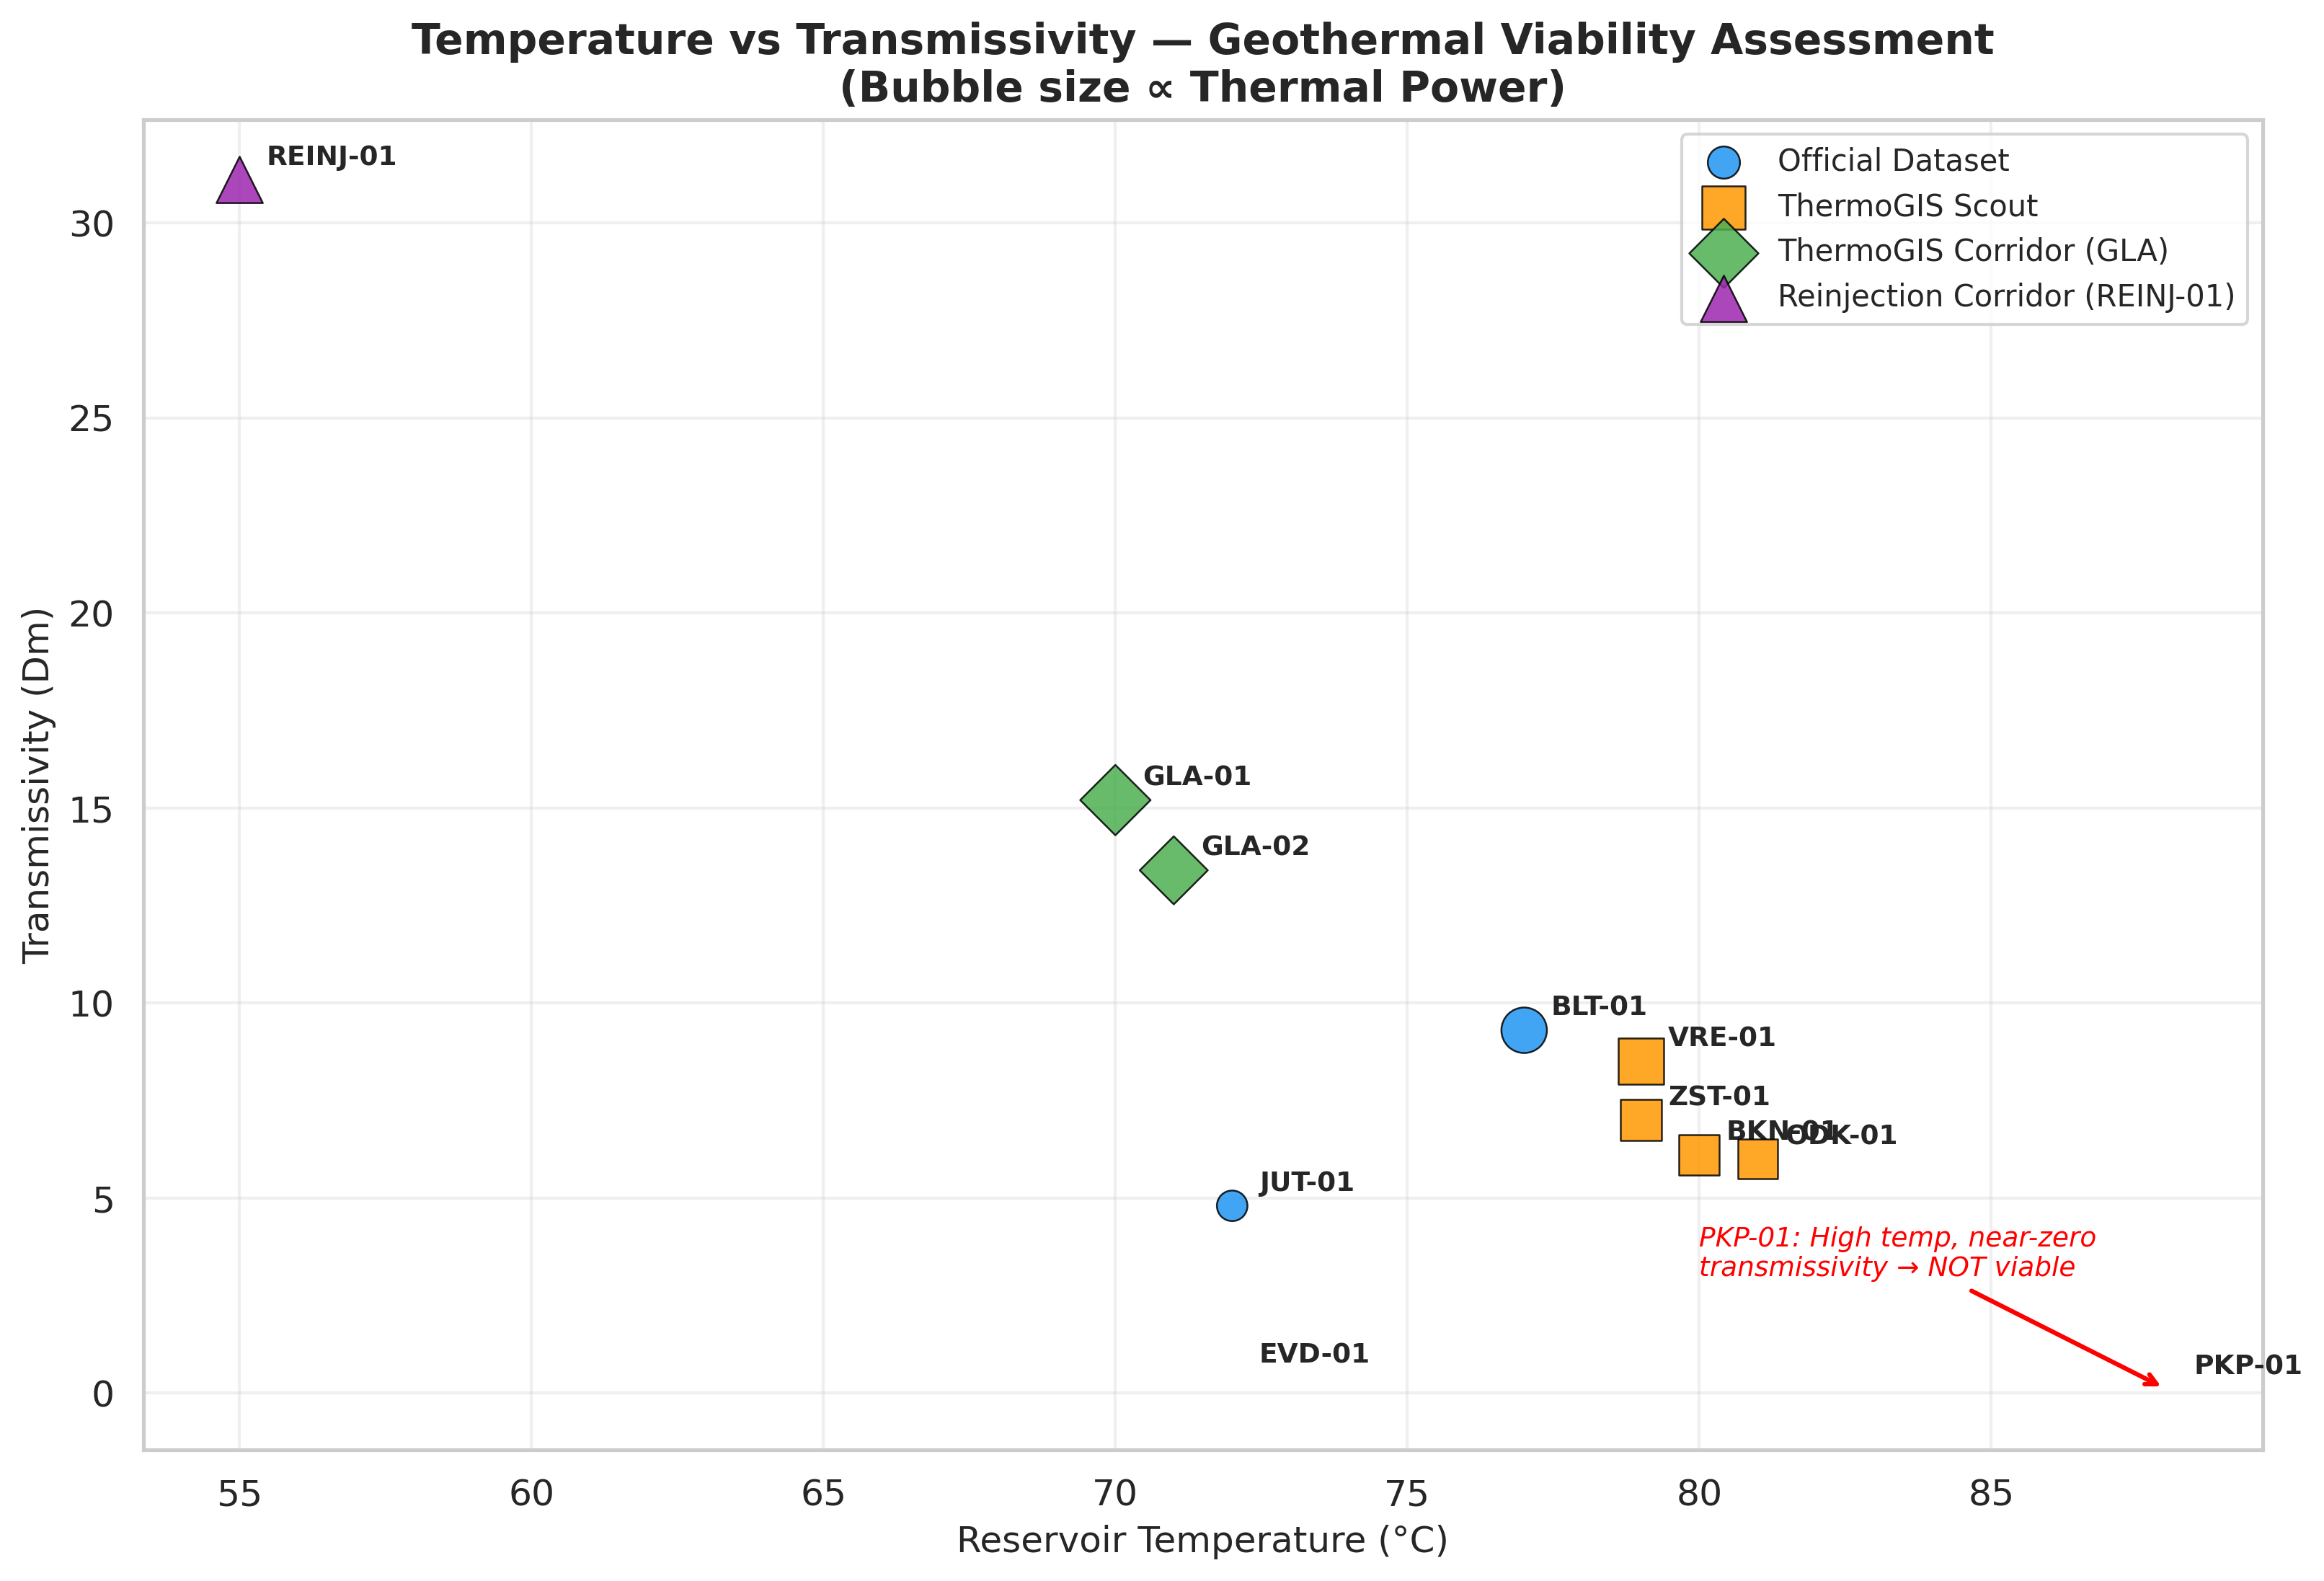 Temperature vs Transmissivity — Geothermal Viability Assessment
(Bubble size ∝ Thermal Power)
REINJ-01
Official Dataset
ThermoGIS Scout
ThermoGIS Corridor (GLA)
Reinjection Corridor (REINJ-01)
30
25
20
15
10
5
0
Transmissivity (Dm)
GLA-01
GLA-02
BLT-01
VRE-01
ZST-01
BKN-01
ODK-01
JUT-01
PKP-01: High temp, near-zero
transmissivity → NOT viable
EVD-01
PKP-01
55
60
65
70
75
80
85
Reservoir Temperature (°C)